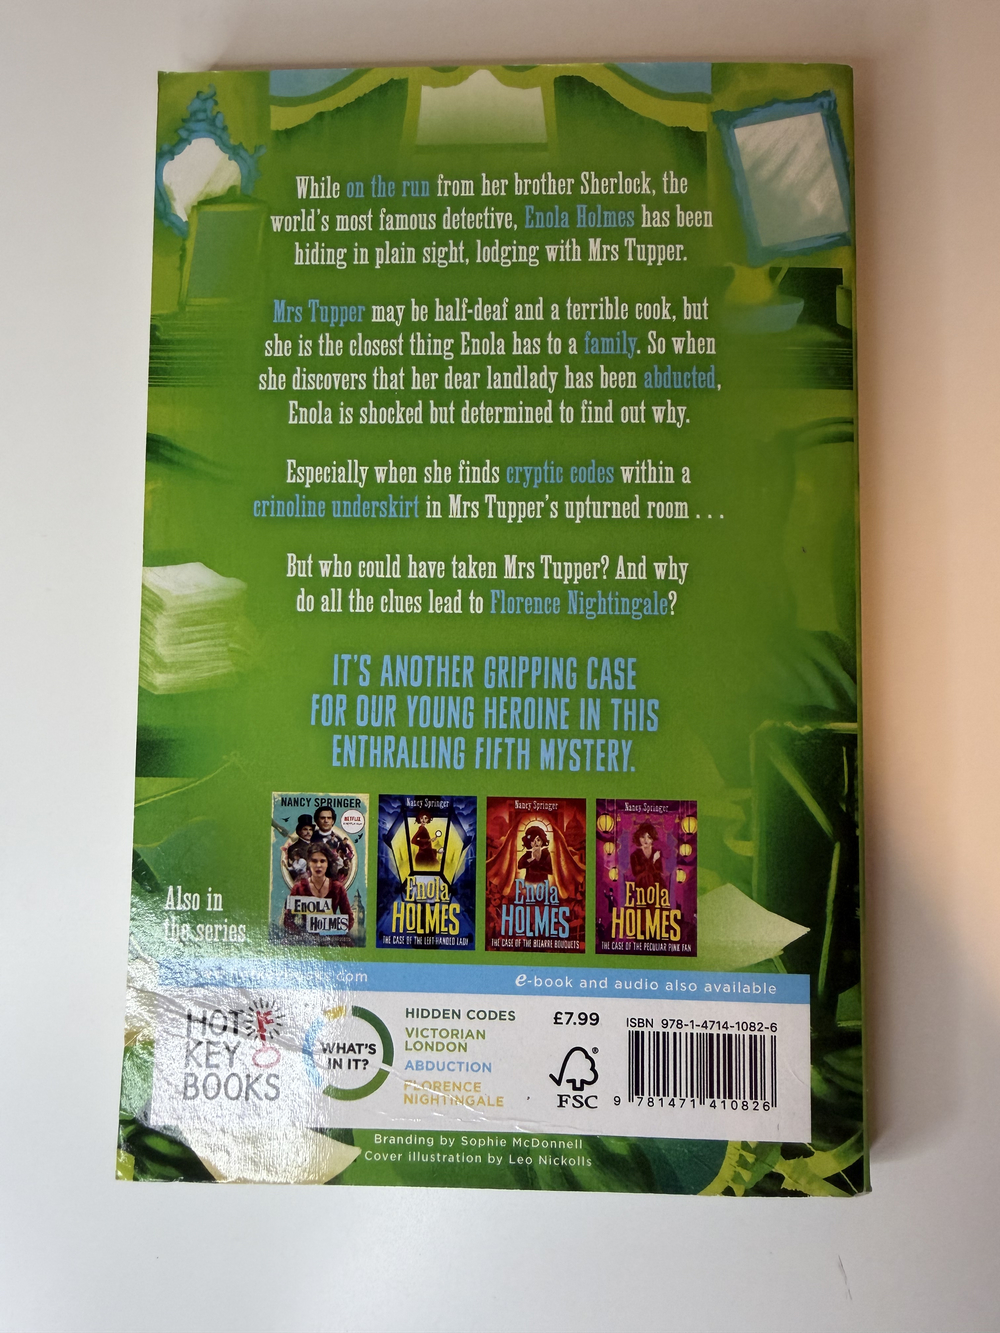 While on the run from her brother Sherlock, the
world's most famous detective, Enola Holmes has been
hiding in plain sight, lodging with Mrs Tupper.
Mrs Tupper may be half-deaf and a terrible cook, but
she is the closest thing Enola has to a family. So when
she discovers that her dear landlady has been abducted,
Enola is shocked but determined to find out why.
Especially when she finds cryptic codes within a
crinoline underskirt in Mrs Tupper's upturned room . . .
But who could have taken Mrs Tupper? And why
do all the clues lead to Florence Nightingale?
IT'S ANOTHER GRIPPING CASE
FOR OUR YOUNG HEROINE IN THIS
ENTHRALLING FIFTH MYSTERY.
Also in
the series
NANCY SPRINGER
NETFLIX
ENOLA
HOLMES
Nancy Springer
Enola
HOLMES
THE CASE OF THE LEFT-HANDED LADY
Nancy Springer
Enola
HOLMES
THE CASE OF THE BIZARRE BOUQUETS
Nancy Springer
Enola
HOLMES
THE CASE OF THE PECULIAR PINK FAN
e-book and audio also available
HOT
KEY
BOOKS
WHAT'S
IN IT?
HIDDEN CODES
VICTORIAN
LONDON
ABDUCTION
FLORENCE
NIGHTINGALE
£7.99
FSC
®
ISBN 978-1-4714-1082-6
9 781471 410826
Branding by Sophie McDonnell
Cover illustration by Leo Nickolls